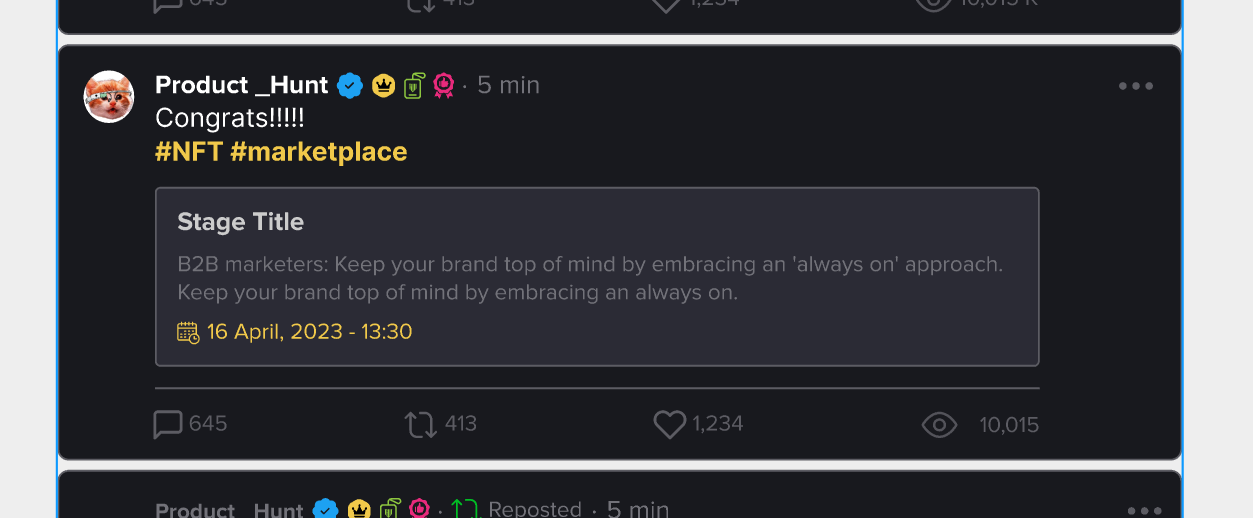 645 413 1,234 10,015 K
Product _Hunt · 5 min
Congrats!!!!!
#NFT #marketplace
Stage Title
B2B marketers: Keep your brand top of mind by embracing an 'always on' approach.
Keep your brand top of mind by embracing an always on.
16 April, 2023 - 13:30
645 413 1,234 10,015
Product _Hunt · Reposted · 5 min